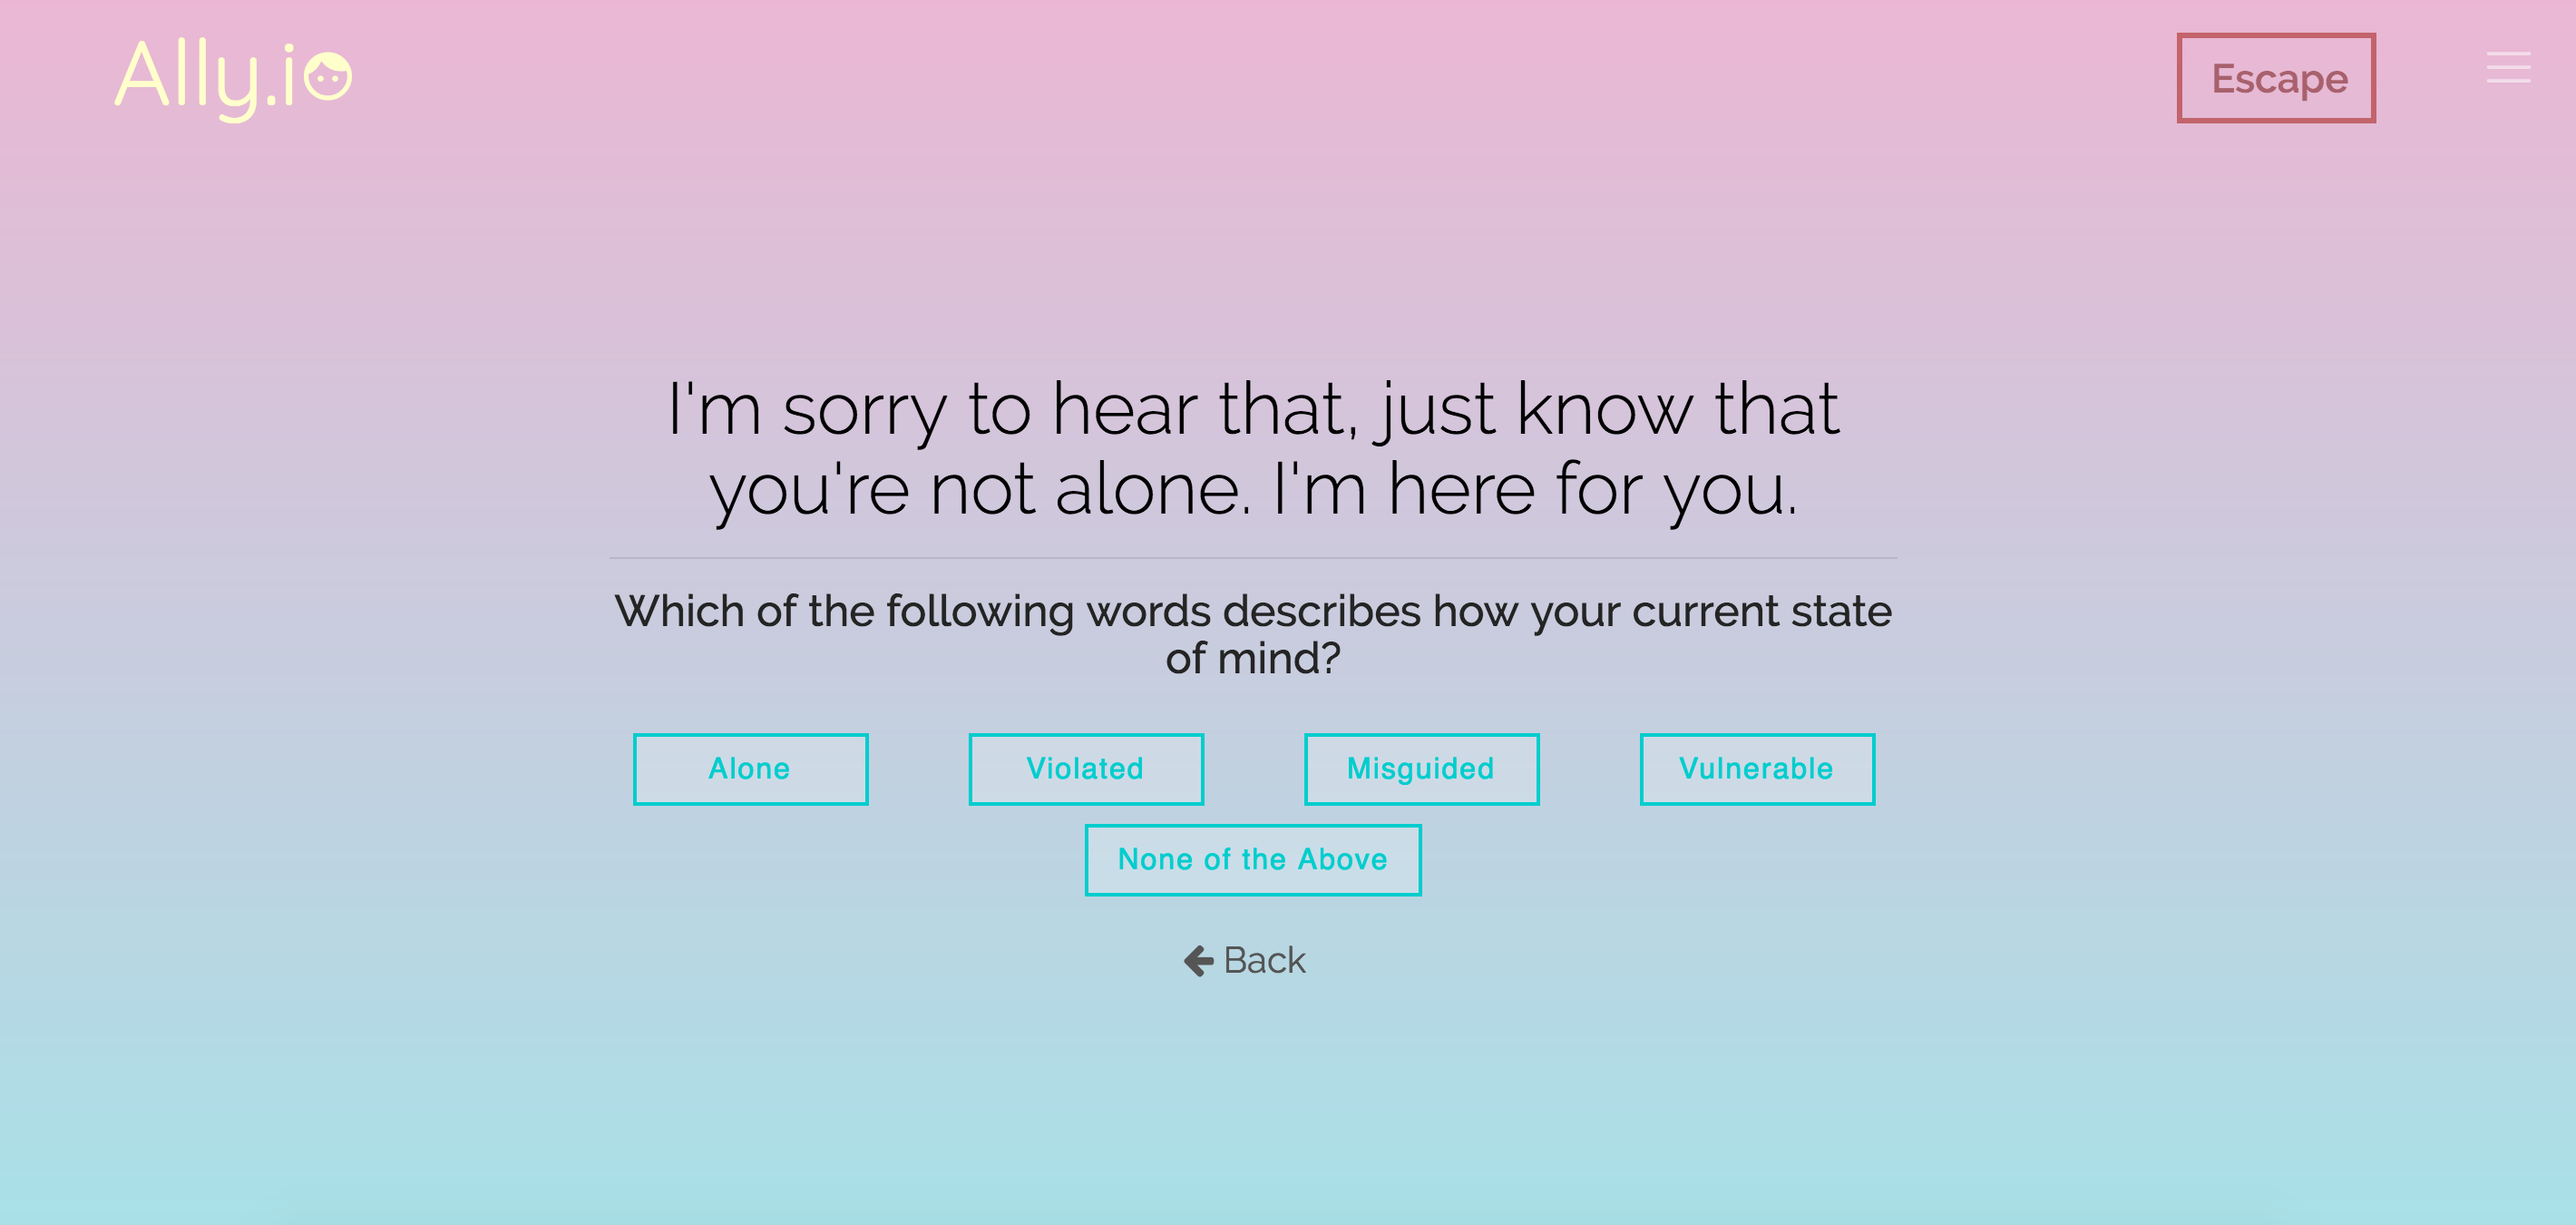 Ally.io
Escape
I'm sorry to hear that, just know that
you're not alone. I'm here for you.
Which of the following words describes how your current state
of mind?
Alone
Violated
Misguided
Vulnerable
None of the Above
Back